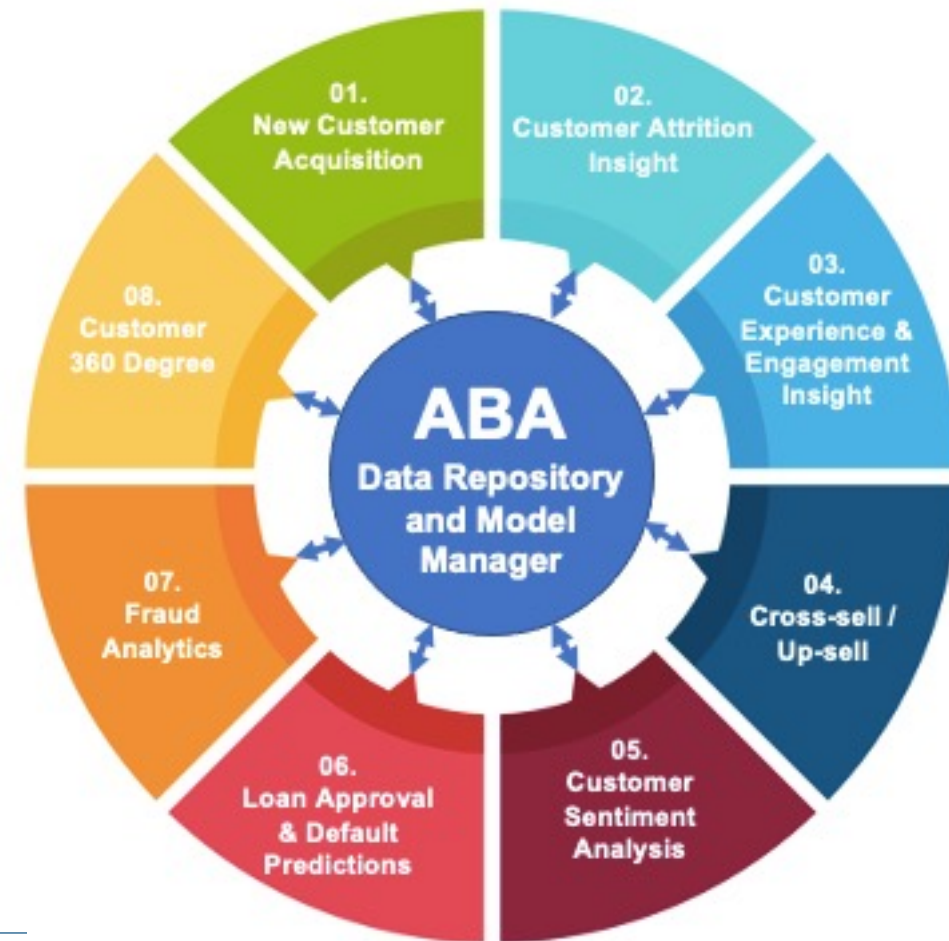 01.
New Customer
Acquisition
02.
Customer Attrition
Insight
03.
Customer
Experience &
Engagement
Insight
04.
Cross-sell /
Up-sell
05.
Customer
Sentiment
Analysis
06.
Loan Approval
& Default
Predictions
07.
Fraud
Analytics
08.
Customer
360 Degree
ABA
Data Repository
and Model
Manager